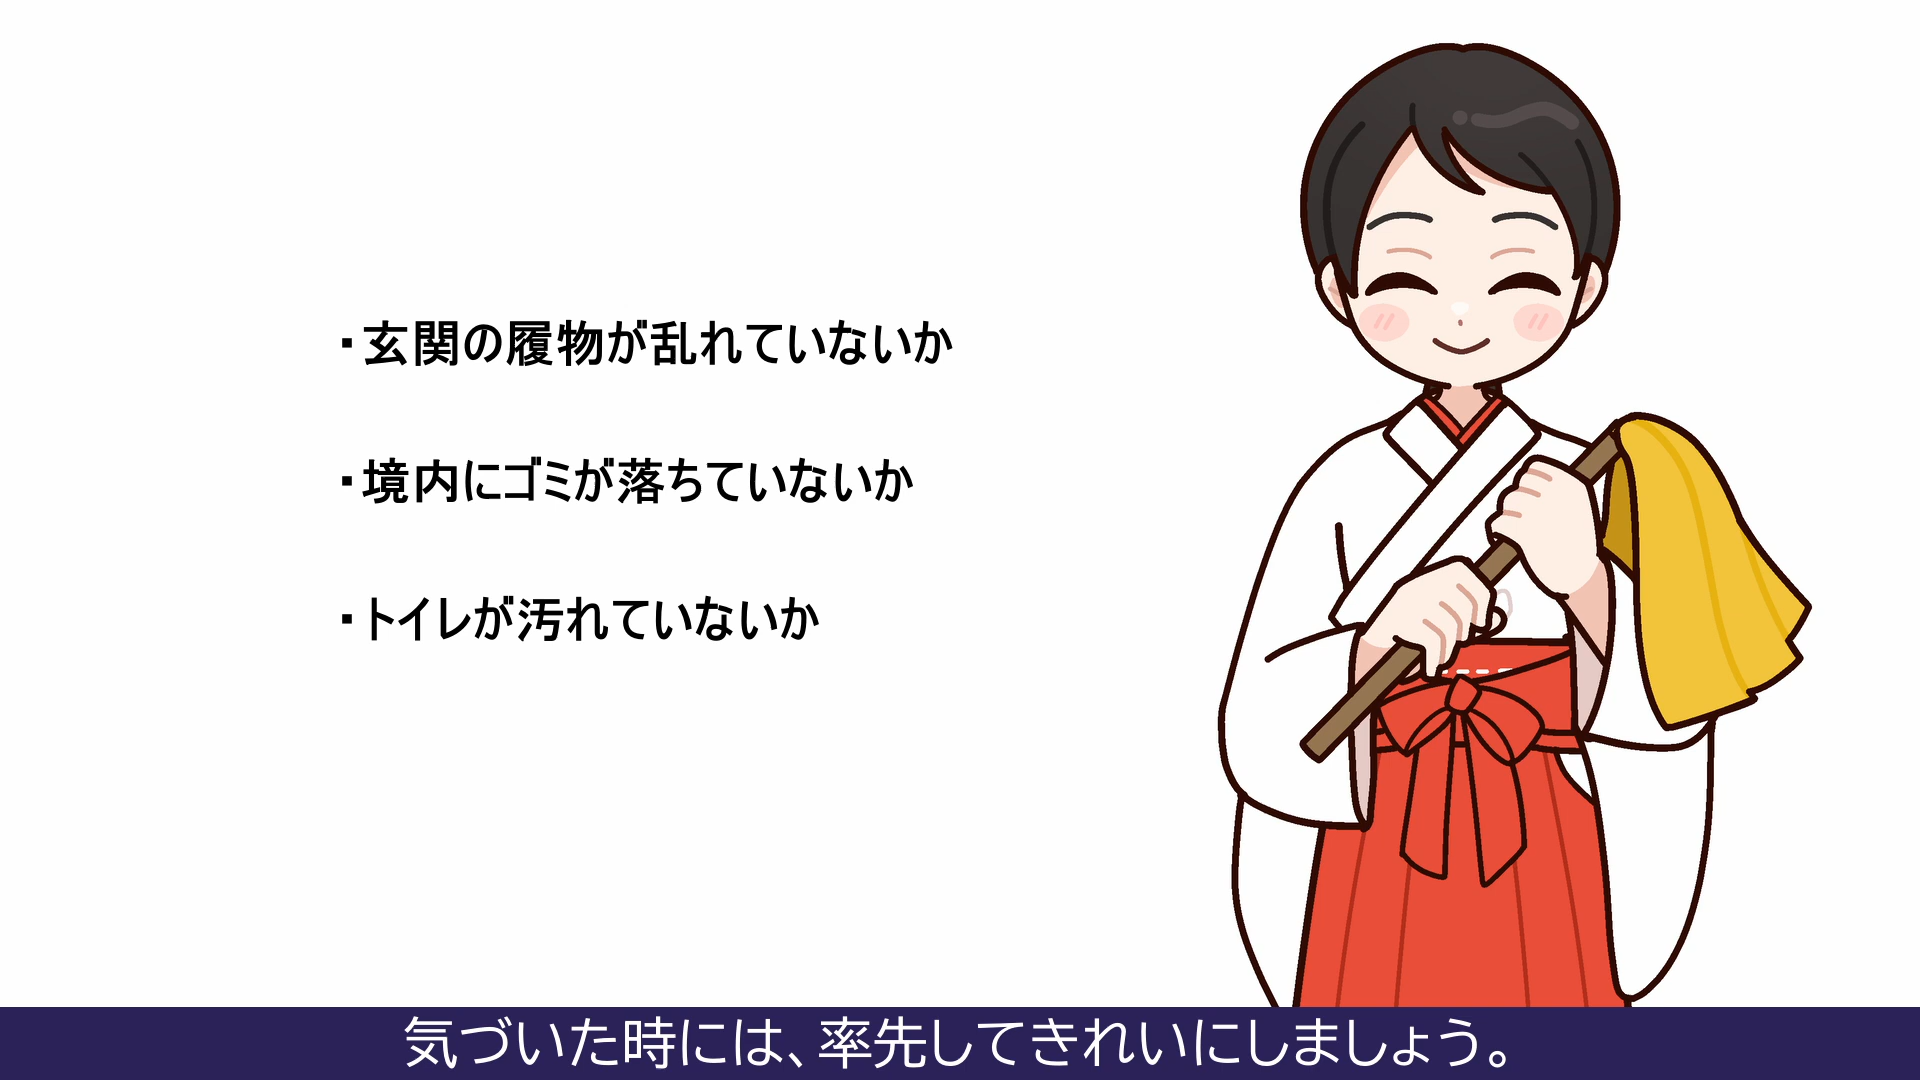 ・玄関の履物が乱れていないか
・境内にゴミが落ちていないか
・トイレが汚れていないか
気づいた時には、率先してきれいにしましょう。